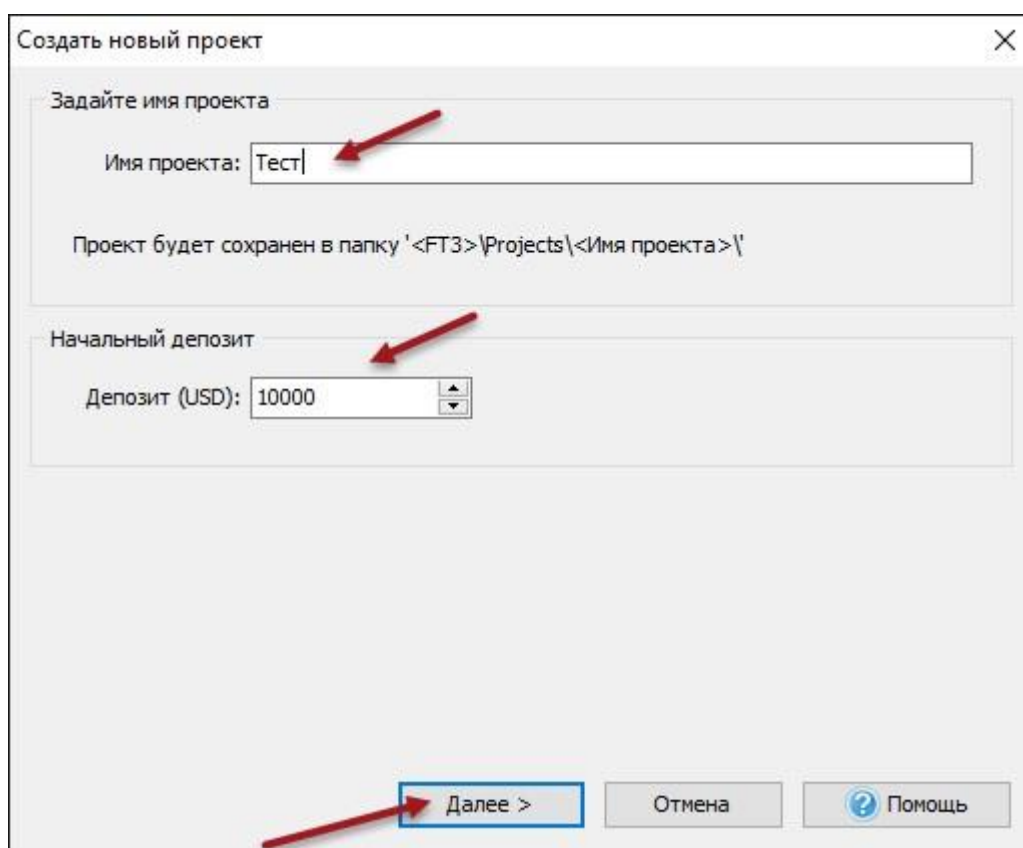 Создать новый проект
Задайте имя проекта
Имя проекта: Тест
Проект будет сохранен в папку '<FT3>\Projects\<Имя проекта>\'
Начальный депозит
Депозит (USD): 10000
Далее > Отмена Помощь